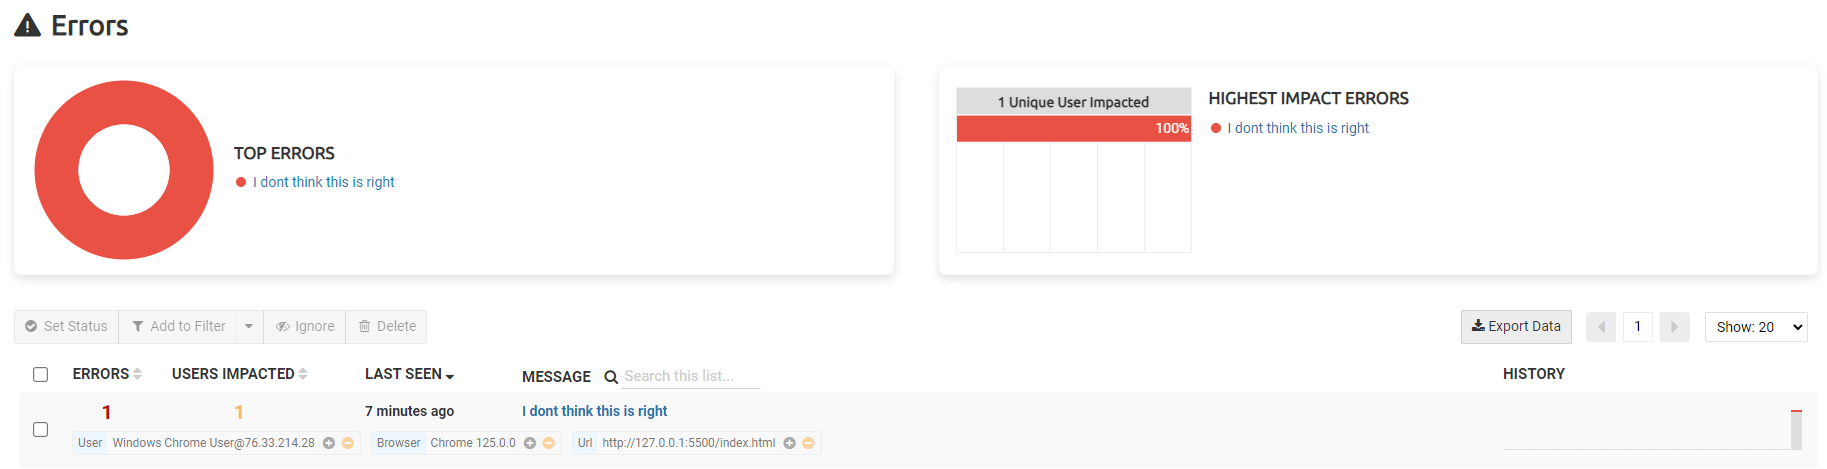 Errors
TOP ERRORS
I dont think this is right
1 Unique User Impacted
100%
HIGHEST IMPACT ERRORS
I dont think this is right
Set Status Add to Filter Ignore Delete
Export Data 1 Show: 20
ERRORS USERS IMPACTED LAST SEEN MESSAGE Search this list... HISTORY
1 1 7 minutes ago I dont think this is right
User Windows Chrome User@76.33.214.28 Browser Chrome 125.0.0 Url http://127.0.0.1:5500/index.html